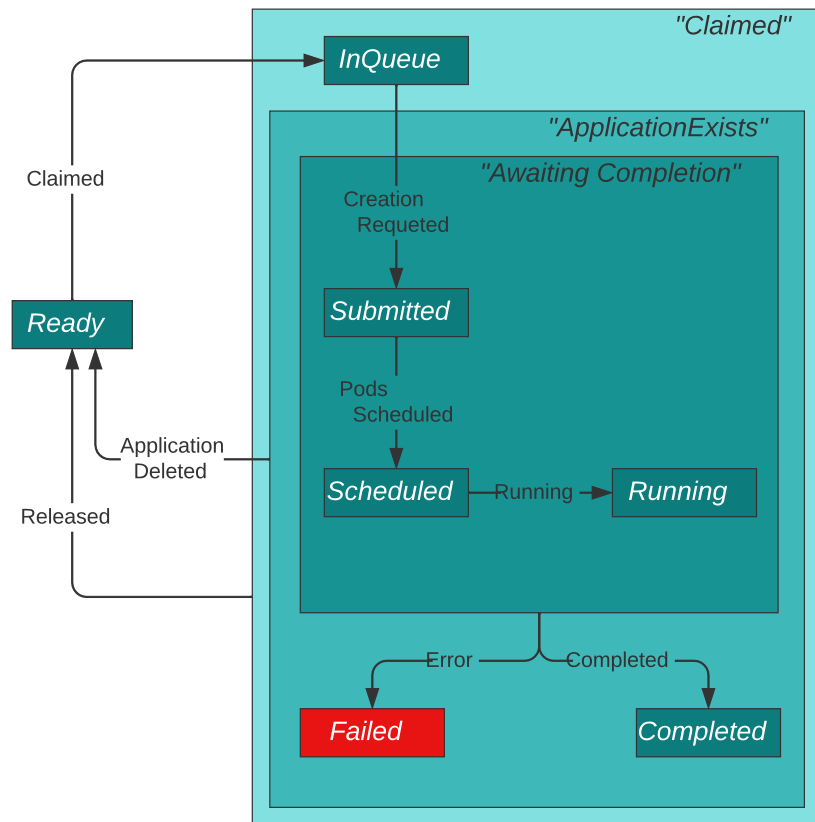 "Claimed"
InQueue
"ApplicationExists"
"Awaiting Completion"
Claimed
Creation
Requeted
Ready
Submitted
Pods
Scheduled
Application
Deleted
Scheduled
Running
Running
Released
Error
Completed
Failed
Completed